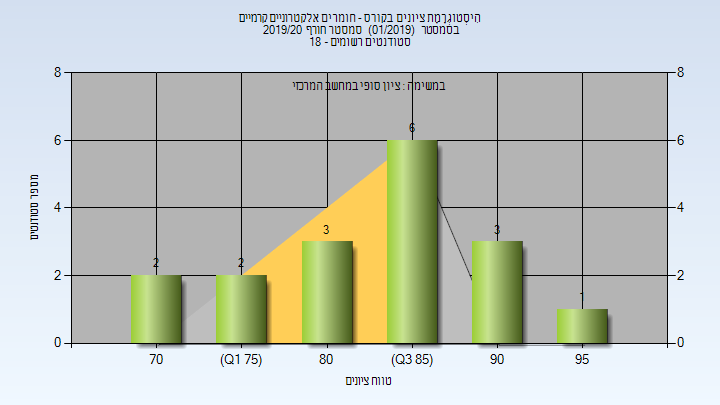 היסטוגרמת ציונים בקורס - חומרים אלקטרוניים קרמיים
בסמסטר (01/2019) סמסטר חורף 2019/20
סטודנטים רשומים - 18
במשימה : ציון סופי במחשב המרכזי
8 8
6 6
4 4
2 2
0 0
2 2 3 6 3 1
מספר סטודנטים
70 (Q1 75) 80 (Q3 85) 90 95
טווח ציונים